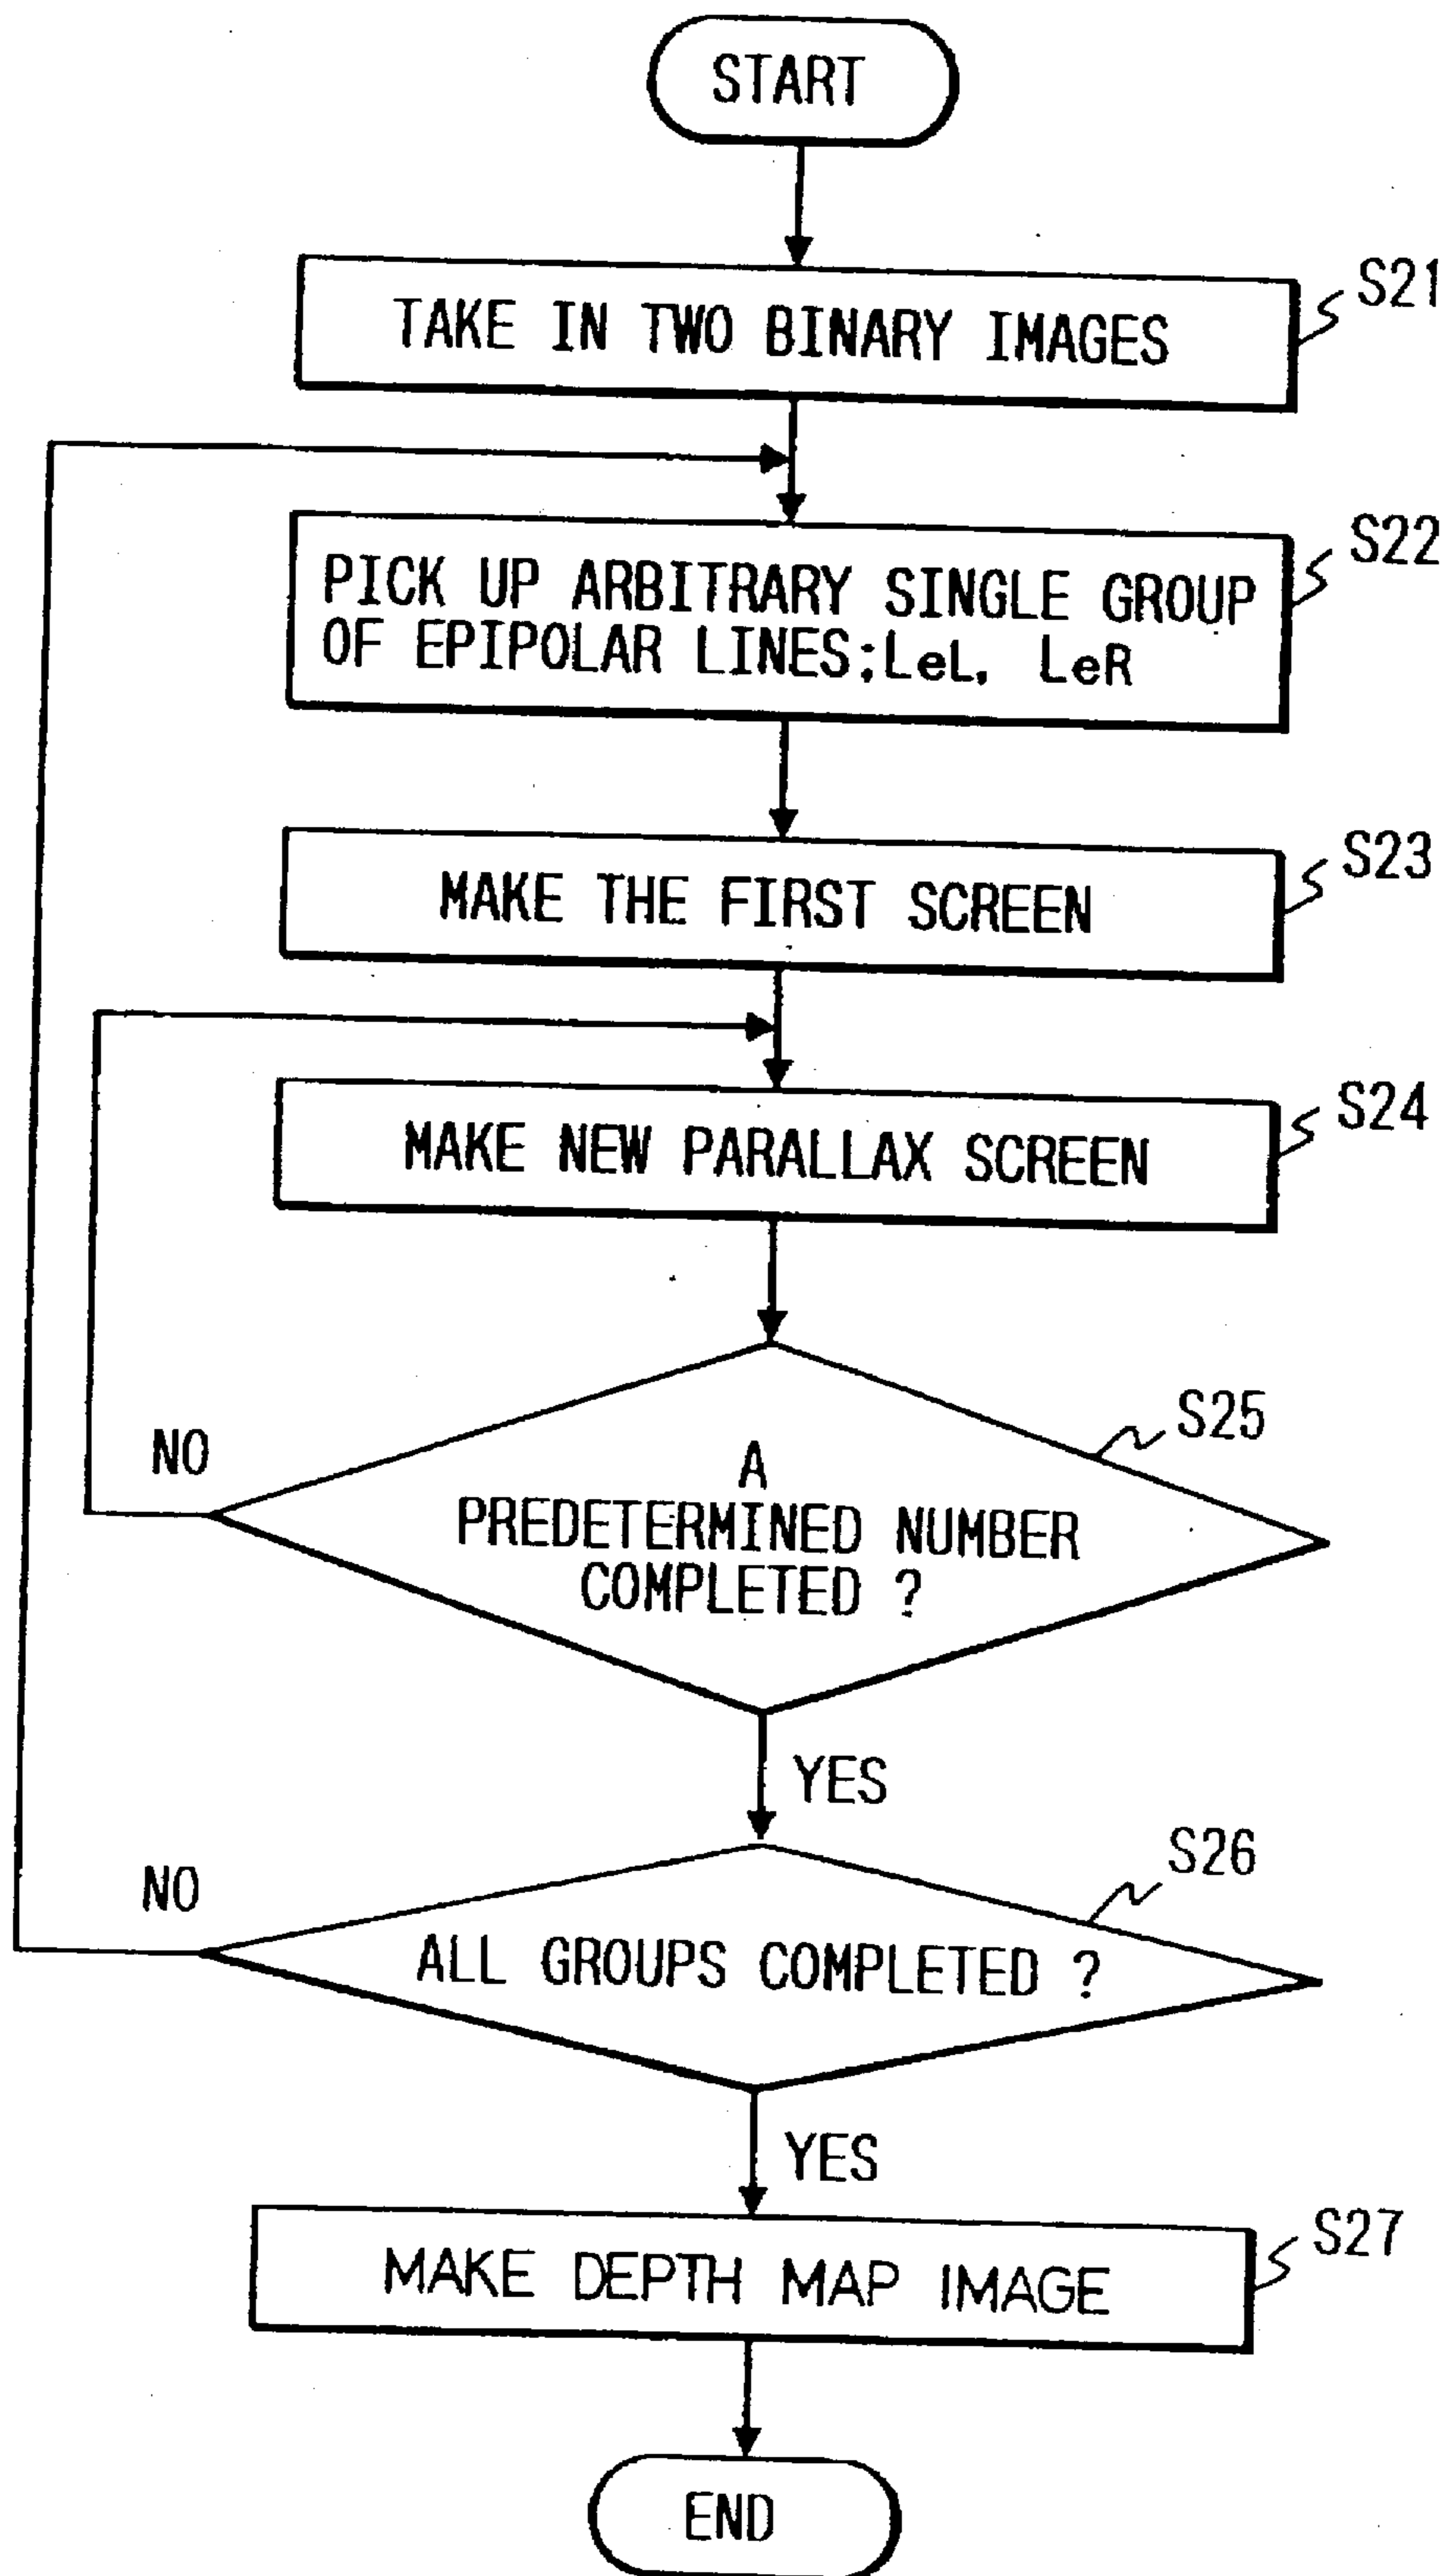 START
TAKE IN TWO BINARY IMAGES
S21
PICK UP ARBITRARY SINGLE GROUP
OF EPIPOLAR LINES;LeL, LeR
S22
MAKE THE FIRST SCREEN
S23
MAKE NEW PARALLAX SCREEN
S24
A
PREDETERMINED NUMBER
COMPLETED ?
S25
NO
YES
ALL GROUPS COMPLETED ?
S26
NO
YES
MAKE DEPTH MAP IMAGE
S27
END